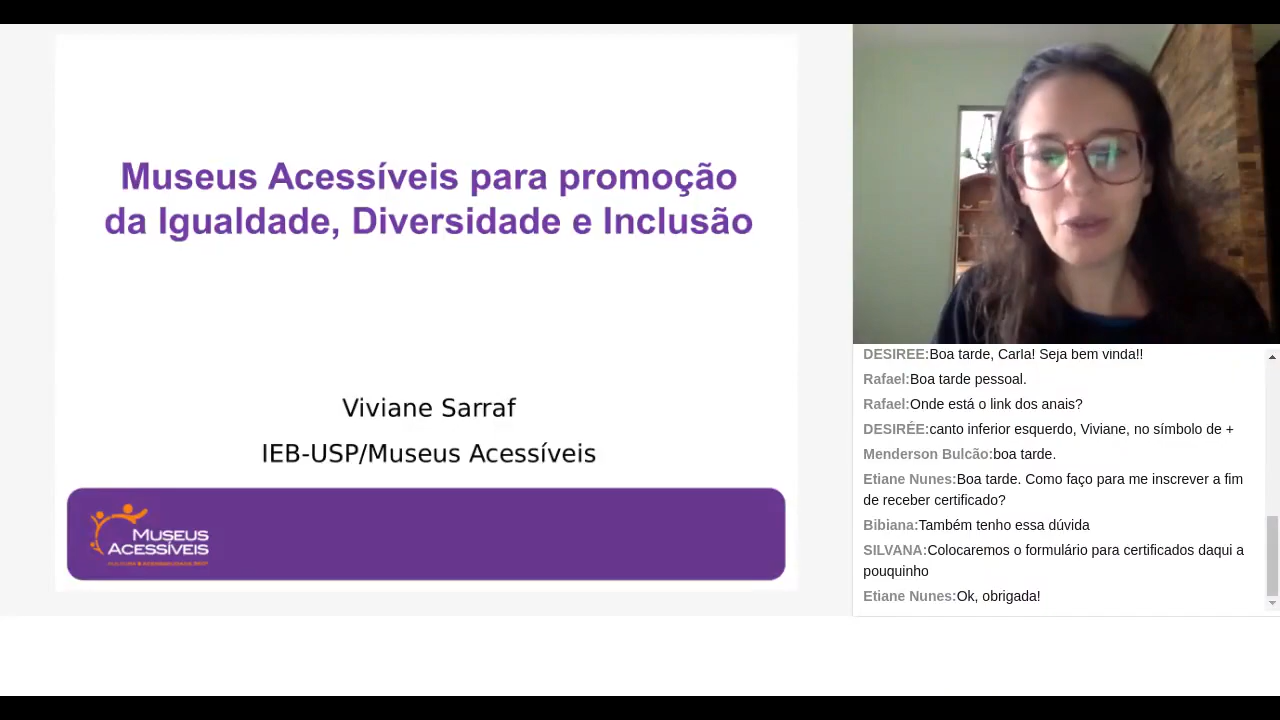 Museus Acessíveis para promoção
da Igualdade, Diversidade e Inclusão
Viviane Sarraf
IEB-USP/Museus Acessíveis
MUSEUS
ACESSÍVEIS
DESIREE:Boa tarde, Carla! Seja bem vinda!!
Rafael:Boa tarde pessoal.
Rafael:Onde está o link dos anais?
DESIRÉE:canto inferior esquerdo, Viviane, no símbolo de +
Menderson Bulcão:boa tarde.
Etiane Nunes:Boa tarde. Como faço para me inscrever a fim
de receber certificado?
Bibiana:Também tenho essa dúvida
SILVANA:Colocaremos o formulário para certificados daqui a
pouquinho
Etiane Nunes:Ok, obrigada!